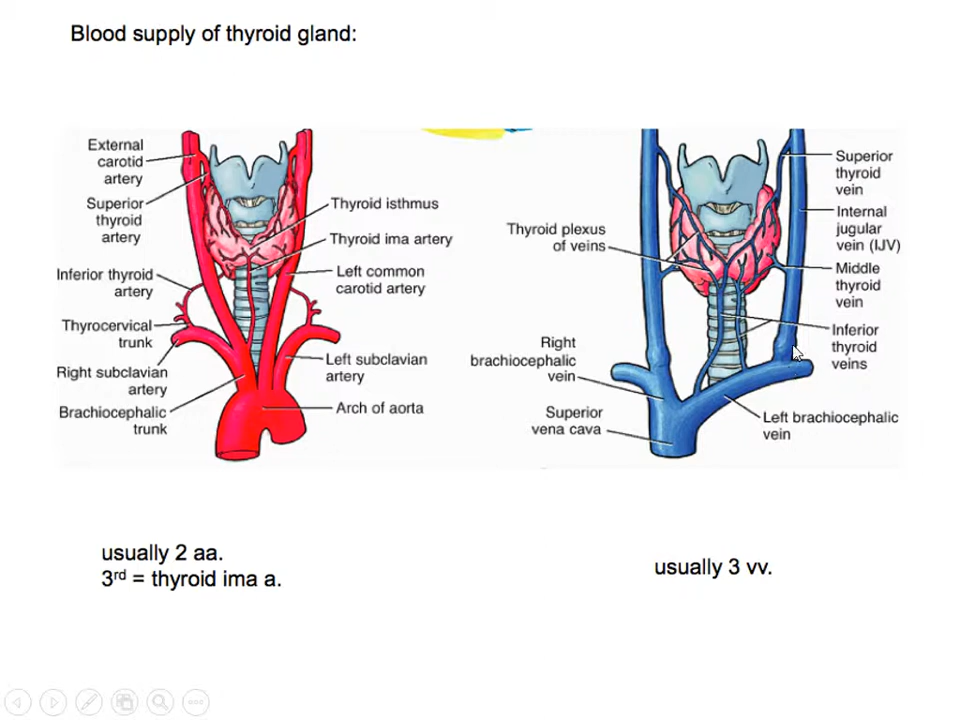 Blood supply of thyroid gland:
External
carotid
artery
Superior
thyroid
artery
Inferior thyroid
artery
Thyrocervical
trunk
Right subclavian
artery
Brachiocephalic
trunk
Thyroid isthmus
Thyroid ima artery
Left common
carotid artery
Left subclavian
artery
Arch of aorta
Thyroid plexus
of veins
Right
brachiocephalic
vein
Superior
vena cava
Superior
thyroid
vein
Internal
jugular
vein (IJV)
Middle
thyroid
vein
Inferior
thyroid
veins
Left brachiocephalic
vein
usually 2 aa.
3rd = thyroid ima a.
usually 3 vv.